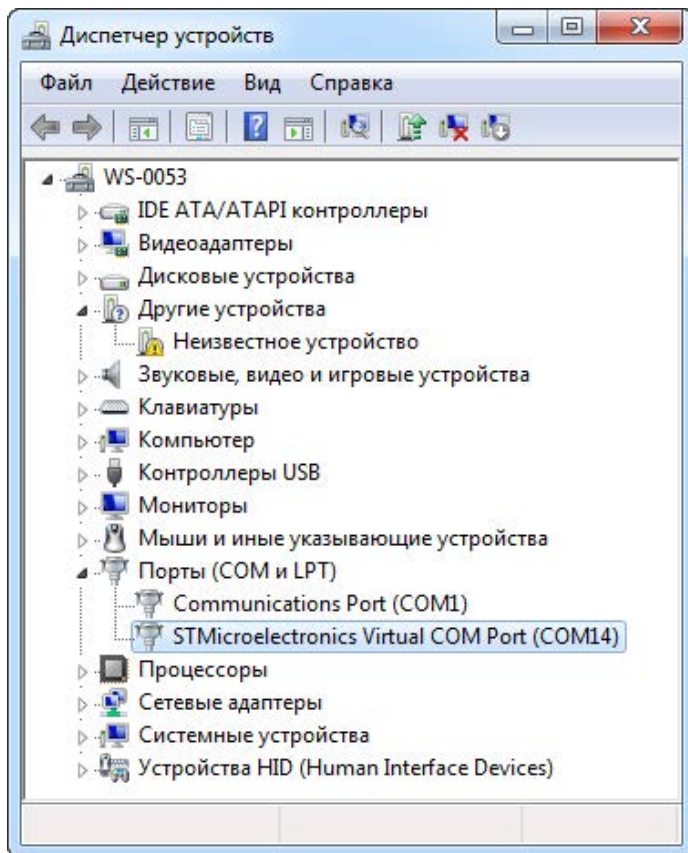 Диспетчер устройств
Файл Действие Вид Справка
WS-0053
IDE ATA/ATAPI контроллеры
Видеоадаптеры
Дисковые устройства
Другие устройства
Неизвестное устройство
Звуковые, видео и игровые устройства
Клавиатуры
Компьютер
Контроллеры USB
Мониторы
Мыши и иные указывающие устройства
Порты (COM и LPT)
Communications Port (COM1)
STMicroelectronics Virtual COM Port (COM14)
Процессоры
Сетевые адаптеры
Системные устройства
Устройства HID (Human Interface Devices)